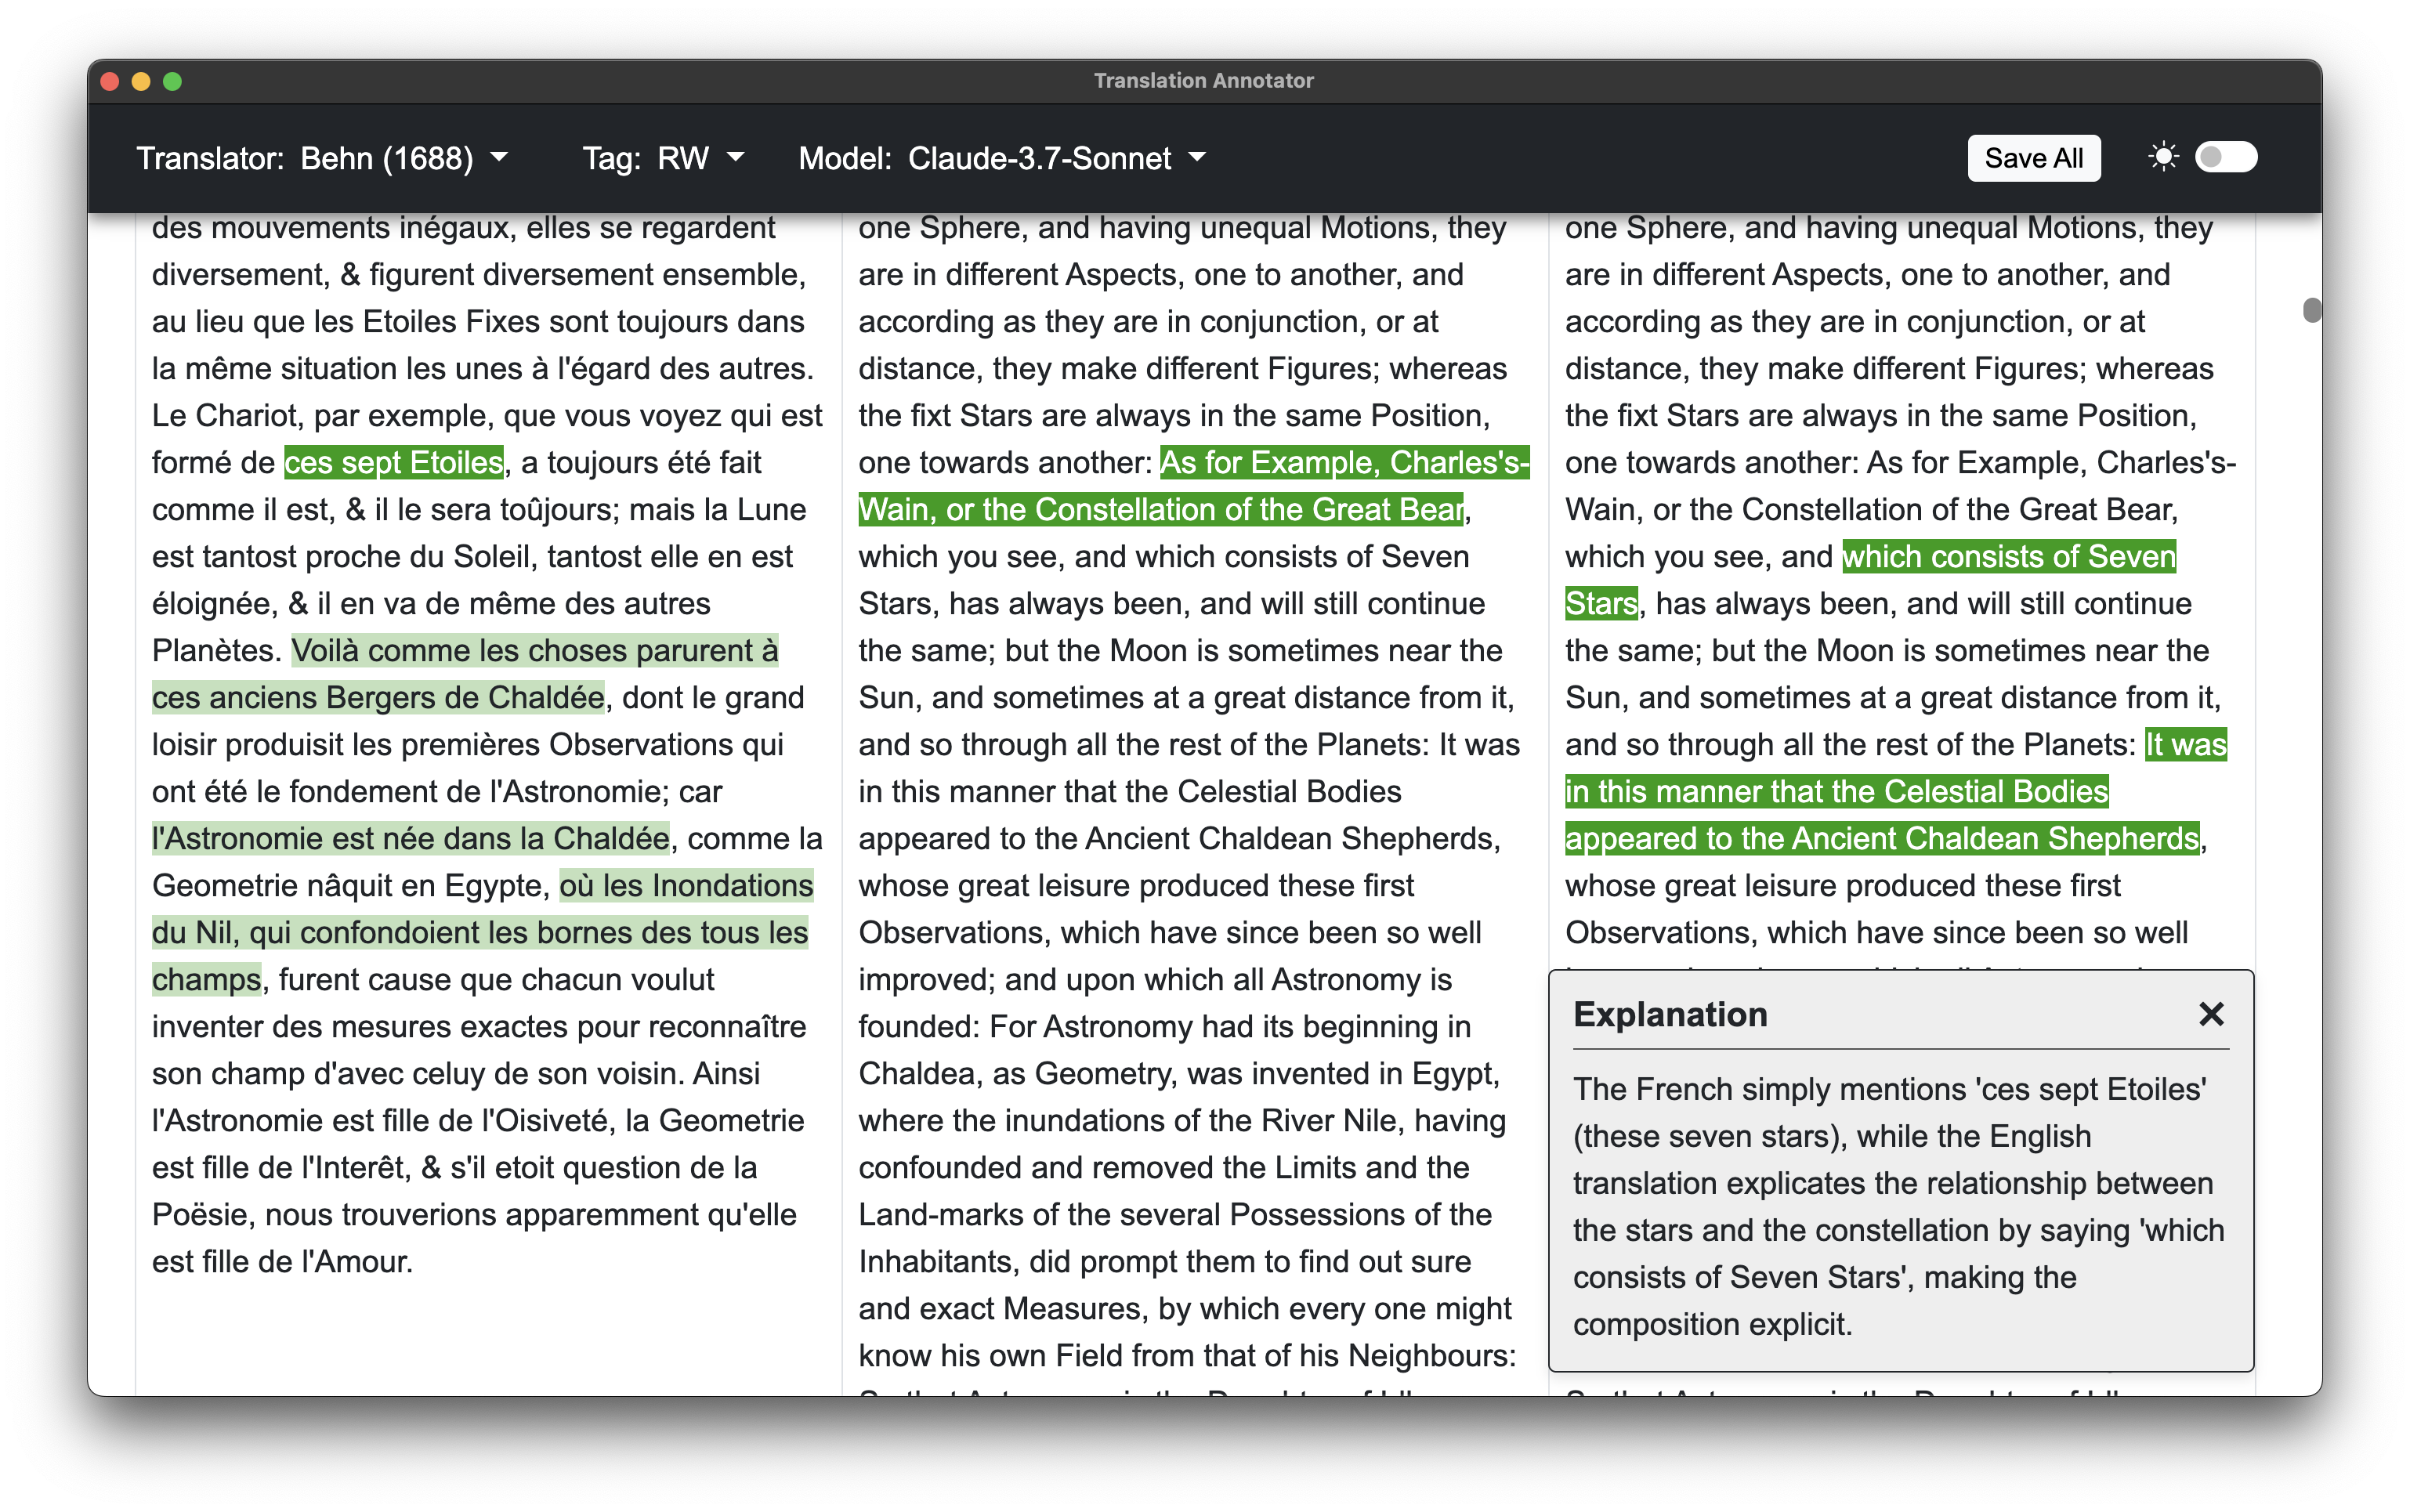 Translation Annotator
Translator: Behn (1688) Tag: RW Model: Claude-3.7-Sonnet Save All
des mouvements inégaux, elles se regardent
diversement, & figurent diversement ensemble,
au lieu que les Etoiles Fixes sont toujours dans
la même situation les unes à l'égard des autres.
Le Chariot, par exemple, que vous voyez qui est
formé de ces sept Etoiles, a toujours été fait
comme il est, & il le sera toûjours; mais la Lune
est tantost proche du Soleil, tantost elle en est
éloignée, & il en va de même des autres
Planètes. Voilà comme les choses parurent à
ces anciens Bergers de Chaldée, dont le grand
loisir produisit les premières Observations qui
ont été le fondement de l'Astronomie; car
l'Astronomie est née dans la Chaldée, comme la
Geometrie nâquit en Egypte, où les Inondations
du Nil, qui confondoient les bornes des tous les
champs, furent cause que chacun voulut
inventer des mesures exactes pour reconnaître
son champ d'avec celuy de son voisin. Ainsi
l'Astronomie est fille de l'Oisiveté, la Geometrie
est fille de l'Interêt, & s'il etoit question de la
Poësie, nous trouverions apparemment qu'elle
est fille de l'Amour.
one Sphere, and having unequal Motions, they
are in different Aspects, one to another, and
according as they are in conjunction, or at
distance, they make different Figures; whereas
the fixt Stars are always in the same Position,
one towards another: As for Example, Charles's-
Wain, or the Constellation of the Great Bear,
which you see, and which consists of Seven
Stars, has always been, and will still continue
the same; but the Moon is sometimes near the
Sun, and sometimes at a great distance from it,
and so through all the rest of the Planets: It was
in this manner that the Celestial Bodies
appeared to the Ancient Chaldean Shepherds,
whose great leisure produced these first
Observations, which have since been so well
improved; and upon which all Astronomy is
founded: For Astronomy had its beginning in
Chaldea, as Geometry, was invented in Egypt,
where the inundations of the River Nile, having
confounded and removed the Limits and the
Land-marks of the several Possessions of the
Inhabitants, did prompt them to find out sure
and exact Measures, by which every one might
know his own Field from that of his Neighbours:
one Sphere, and having unequal Motions, they
are in different Aspects, one to another, and
according as they are in conjunction, or at
distance, they make different Figures; whereas
the fixt Stars are always in the same Position,
one towards another: As for Example, Charles's-
Wain, or the Constellation of the Great Bear,
which you see, and which consists of Seven
Stars, has always been, and will still continue
the same; but the Moon is sometimes near the
Sun, and sometimes at a great distance from it,
and so through all the rest of the Planets: It was
in this manner that the Celestial Bodies
appeared to the Ancient Chaldean Shepherds,
whose great leisure produced these first
Observations, which have since been so well
Explanation
The French simply mentions 'ces sept Etoiles'
(these seven stars), while the English
translation explicates the relationship between
the stars and the constellation by saying 'which
consists of Seven Stars', making the
composition explicit.